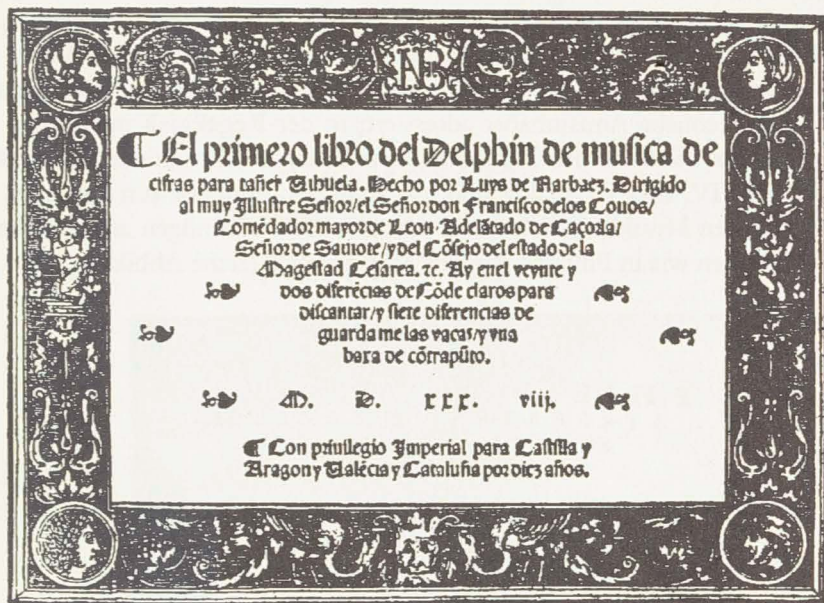 NB
¶ El primero libro del Delphin de musica de
cifras para tañer Uihuela. Hecho por Luys de Narbaez. Dirigido
al muy Illustre Señor/el Señor don Francisco delos Couos/
Comẽdador mayor de Leon. Adelãtado de Caçorla/
Señor de Sauiote/y del Cõsejo del estado de la
Magestad Cesarea. ⁊c. Ay enel veynte y
dos diferẽcias de Cõde claros para
discantar/y siete diferencias de
guarda me las vacas/y vna
baxa de cõtrapũto.
M. D. xxx. viij.
¶ Con priuilegio Imperial para Castilla y
Aragon y Ualẽcia y Cataluña por diez años.